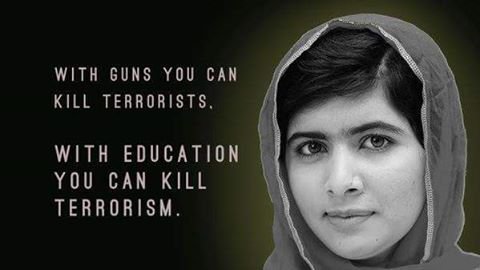 WITH GUNS YOU CAN
KILL TERRORISTS,
WITH EDUCATION
YOU CAN KILL
TERRORISM.